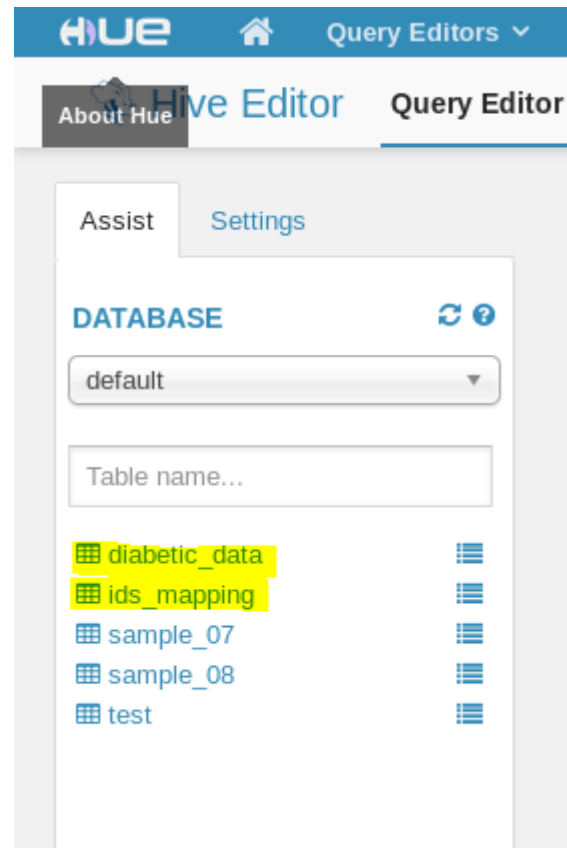 HUE Query Editors
About Hue
Hive Editor Query Editor
Assist Settings
DATABASE
default
Table name...
diabetic_data
ids_mapping
sample_07
sample_08
test